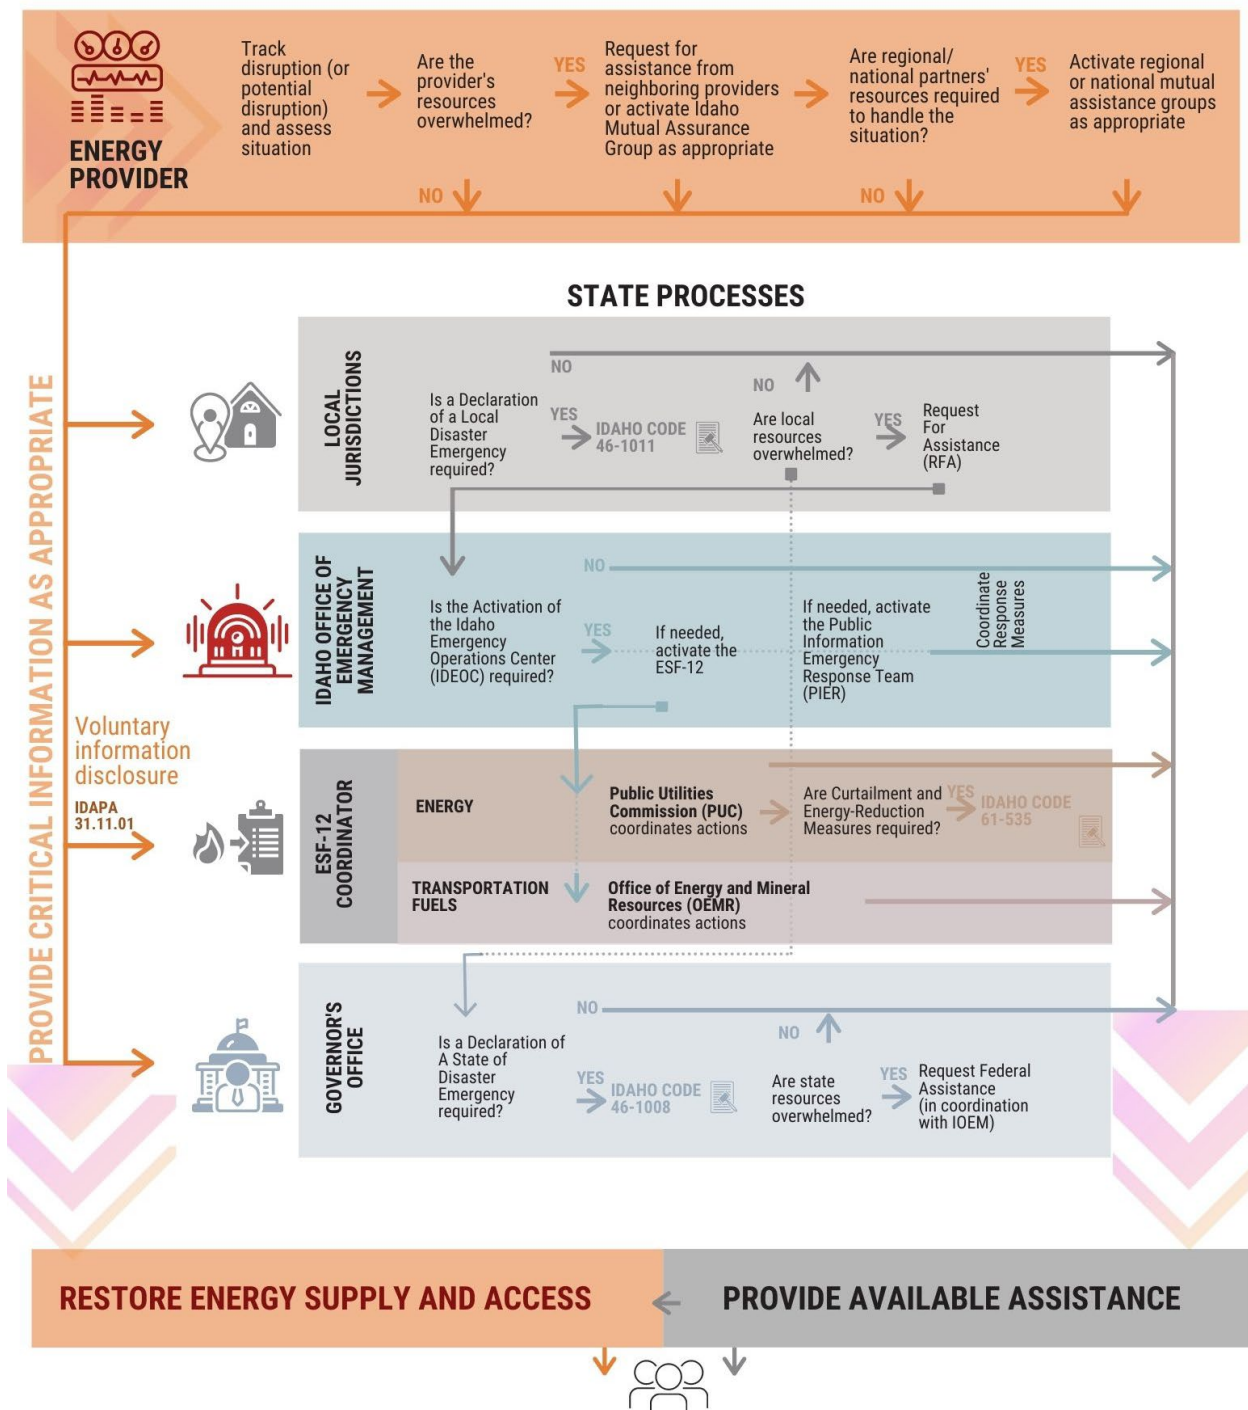 ENERGY
PROVIDER
Track
disruption (or
potential
disruption)
and assess
situation
Are the
provider's
resources
overwhelmed?
YES
Request for
assistance from
neighboring providers
or activate Idaho
Mutual Assurance
Group as appropriate
Are regional/
national partners'
resources required
to handle the
situation?
YES
Activate regional
or national mutual
assistance groups
as appropriate
NO
NO
PROVIDE CRITICAL INFORMATION AS APPROPRIATE
Voluntary
information
disclosure
IDAPA
31.11.01
STATE PROCESSES
LOCAL
JURISDICTIONS
NO
Is a Declaration
of a Local
Disaster
Emergency
required?
YES
IDAHO CODE
46-1011
NO
Are local
resources
overwhelmed?
YES
Request
For
Assistance
(RFA)
IDAHO OFFICE OF
EMERGENCY
MANAGEMENT
NO
Is the Activation of
the Idaho
Emergency
Operations Center
(IDEOC) required?
YES
If needed,
activate the
ESF-12
If needed, activate
the Public
Information
Emergency
Response Team
(PIER)
Coordinate
Response
Measures
ESF-12
COORDINATOR
ENERGY
Public Utilities
Commission (PUC)
coordinates actions
Are Curtailment and
Energy-Reduction
Measures required?
YES
IDAHO CODE
61-535
TRANSPORTATION
FUELS
Office of Energy and Mineral
Resources (OEMR)
coordinates actions
GOVERNOR'S
OFFICE
NO
Is a Declaration of
A State of
Disaster
Emergency
required?
YES
IDAHO CODE
46-1008
NO
Are state
resources
overwhelmed?
YES
Request Federal
Assistance
(in coordination
with IOEM)
RESTORE ENERGY SUPPLY AND ACCESS
PROVIDE AVAILABLE ASSISTANCE